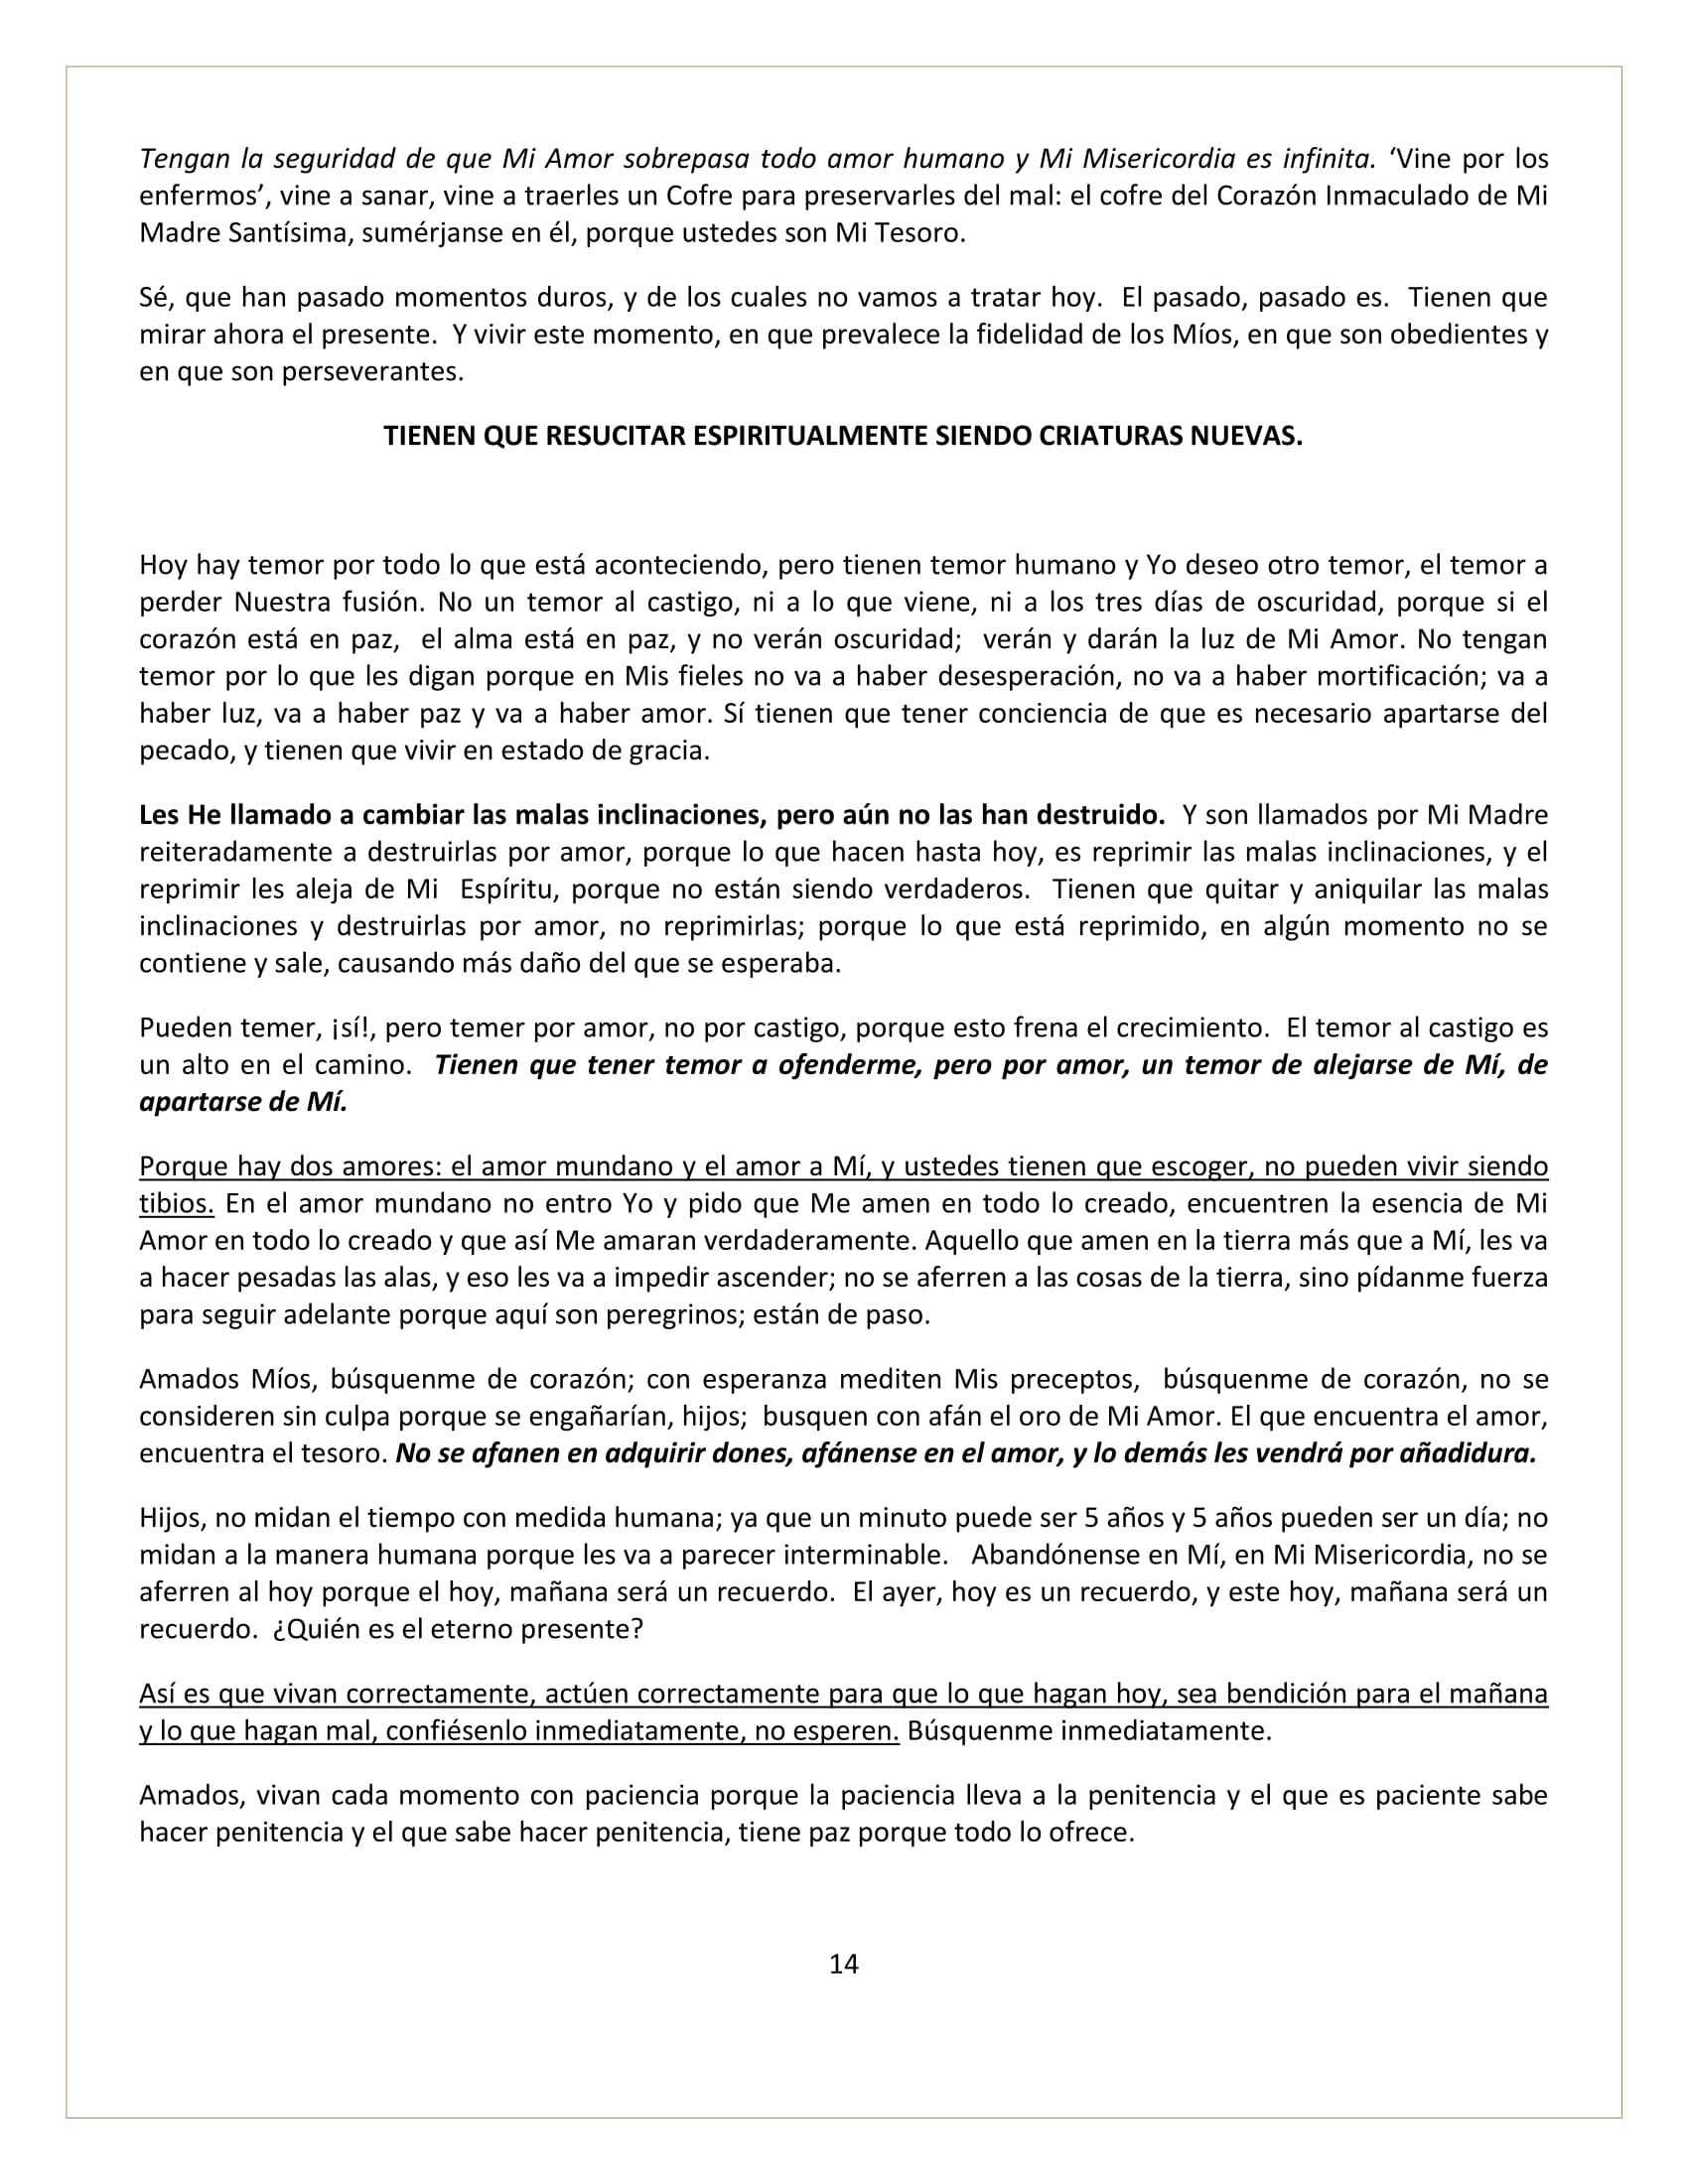 Tengan la seguridad de que Mi Amor sobrepasa todo amor humano y Mi Misericordia es infinita. ‘Vine por los
enfermos’, vine a sanar, vine a traerles un Cofre para preservarles del mal: el cofre del Corazón Inmaculado de Mi
Madre Santísima, sumérjanse en él, porque ustedes son Mi Tesoro.
Sé, que han pasado momentos duros, y de los cuales no vamos a tratar hoy. El pasado, pasado es. Tienen que
mirar ahora el presente. Y vivir este momento, en que prevalece la fidelidad de los Míos, en que son obedientes y
en que son perseverantes.
TIENEN QUE RESUCITAR ESPIRITUALMENTE SIENDO CRIATURAS NUEVAS.
Hoy hay temor por todo lo que está aconteciendo, pero tienen temor humano y Yo deseo otro temor, el temor a
perder Nuestra fusión. No un temor al castigo, ni a lo que viene, ni a los tres días de oscuridad, porque si el
corazón está en paz, el alma está en paz, y no verán oscuridad; verán y darán la luz de Mi Amor. No tengan
temor por lo que les digan porque en Mis fieles no va a haber desesperación, no va a haber mortificación; va a
haber luz, va a haber paz y va a haber amor. Sí tienen que tener conciencia de que es necesario apartarse del
pecado, y tienen que vivir en estado de gracia.
Les He llamado a cambiar las malas inclinaciones, pero aún no las han destruido. Y son llamados por Mi Madre
reiteradamente a destruirlas por amor, porque lo que hacen hasta hoy, es reprimir las malas inclinaciones, y el
reprimir les aleja de Mi Espíritu, porque no están siendo verdaderos. Tienen que quitar y aniquilar las malas
inclinaciones y destruirlas por amor, no reprimirlas; porque lo que está reprimido, en algún momento no se
contiene y sale, causando más daño del que se esperaba.
Pueden temer, ¡sí!, pero temer por amor, no por castigo, porque esto frena el crecimiento. El temor al castigo es
un alto en el camino. Tienen que tener temor a ofenderme, pero por amor, un temor de alejarse de Mí, de
apartarse de Mí.
Porque hay dos amores: el amor mundano y el amor a Mí, y ustedes tienen que escoger, no pueden vivir siendo
tibios. En el amor mundano no entro Yo y pido que Me amen en todo lo creado, encuentren la esencia de Mi
Amor en todo lo creado y que así Me amaran verdaderamente. Aquello que amen en la tierra más que a Mí, les va
a hacer pesadas las alas, y eso les va a impedir ascender; no se aferren a las cosas de la tierra, sino pídanme fuerza
para seguir adelante porque aquí son peregrinos; están de paso.
Amados Míos, búsquenme de corazón; con esperanza mediten Mis preceptos, búsquenme de corazón, no se
consideren sin culpa porque se engañarían, hijos; busquen con afán el oro de Mi Amor. El que encuentra el amor,
encuentra el tesoro. No se afanen en adquirir dones, afánense en el amor, y lo demás les vendrá por añadidura.
Hijos, no midan el tiempo con medida humana; ya que un minuto puede ser 5 años y 5 años pueden ser un día; no
midan a la manera humana porque les va a parecer interminable. Abandónense en Mí, en Mi Misericordia, no se
aferren al hoy porque el hoy, mañana será un recuerdo. El ayer, hoy es un recuerdo, y este hoy, mañana será un
recuerdo. ¿Quién es el eterno presente?
Así es que vivan correctamente, actúen correctamente para que lo que hagan hoy, sea bendición para el mañana
y lo que hagan mal, confiésenlo inmediatamente, no esperen. Búsquenme inmediatamente.
Amados, vivan cada momento con paciencia porque la paciencia lleva a la penitencia y el que es paciente sabe
hacer penitencia y el que sabe hacer penitencia, tiene paz porque todo lo ofrece.
14